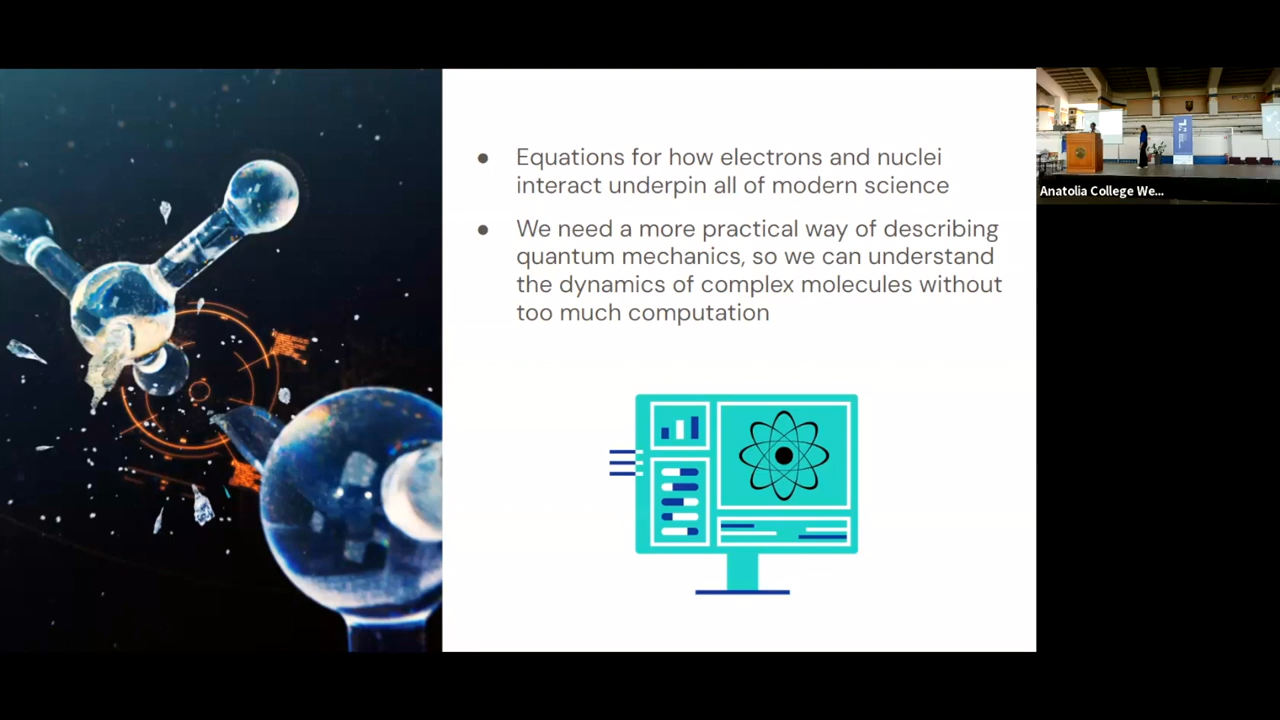 ● Equations for how electrons and nuclei
interact underpin all of modern science
● We need a more practical way of describing
quantum mechanics, so we can understand
the dynamics of complex molecules without
too much computation
Anatolia College We...